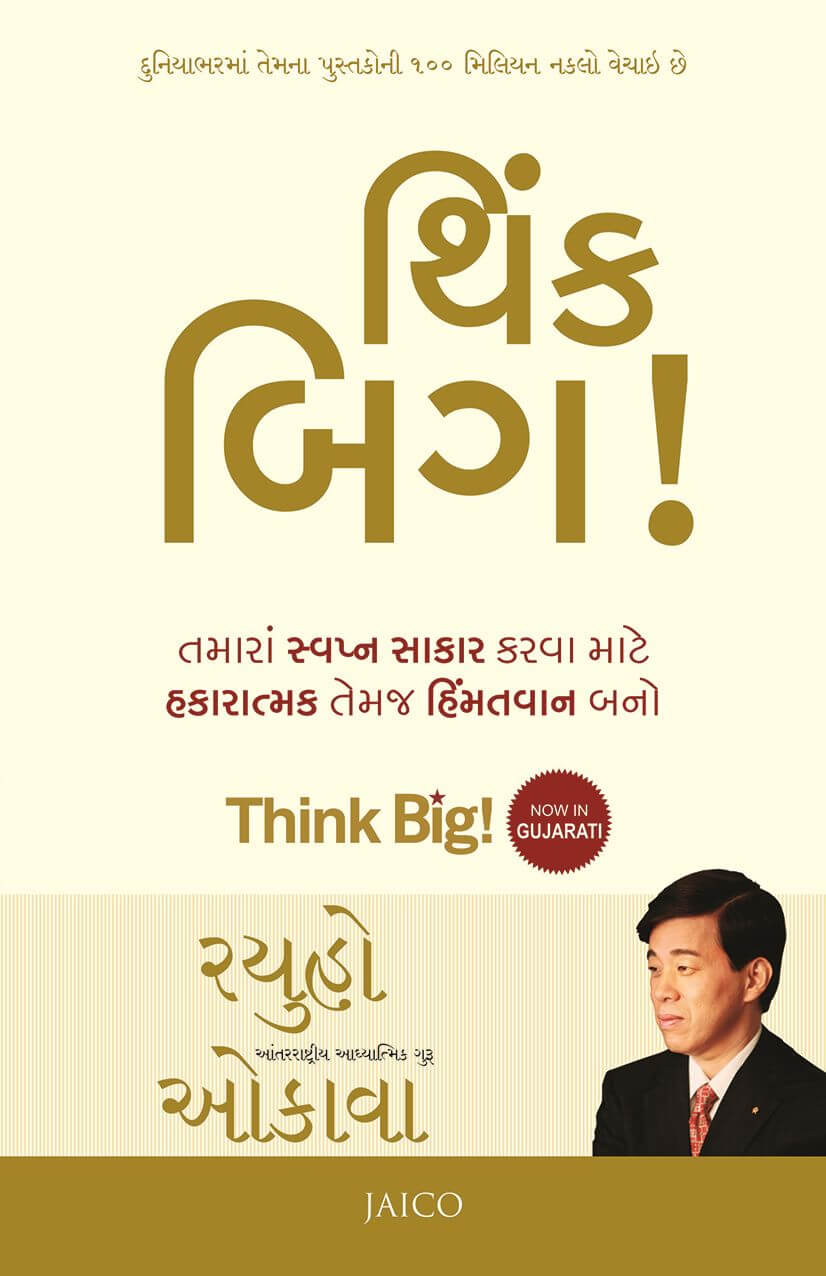 દુનિયાભરમાં તેમના પુસ્તકોની ૧૦૦ મિલિયન નકલો વેચાઇ છે
થિંક
બિગ!
તમારાં સ્વપ્ન સાકાર કરવા માટે
હકારાત્મક તેમજ હિંમતવાન બનો
Think Big!
NOW IN
GUJARATI
રયુહો
આંતરરાષ્ટ્રીય આધ્યાત્મિક ગુરૂ
ઓકાવા
JAICO